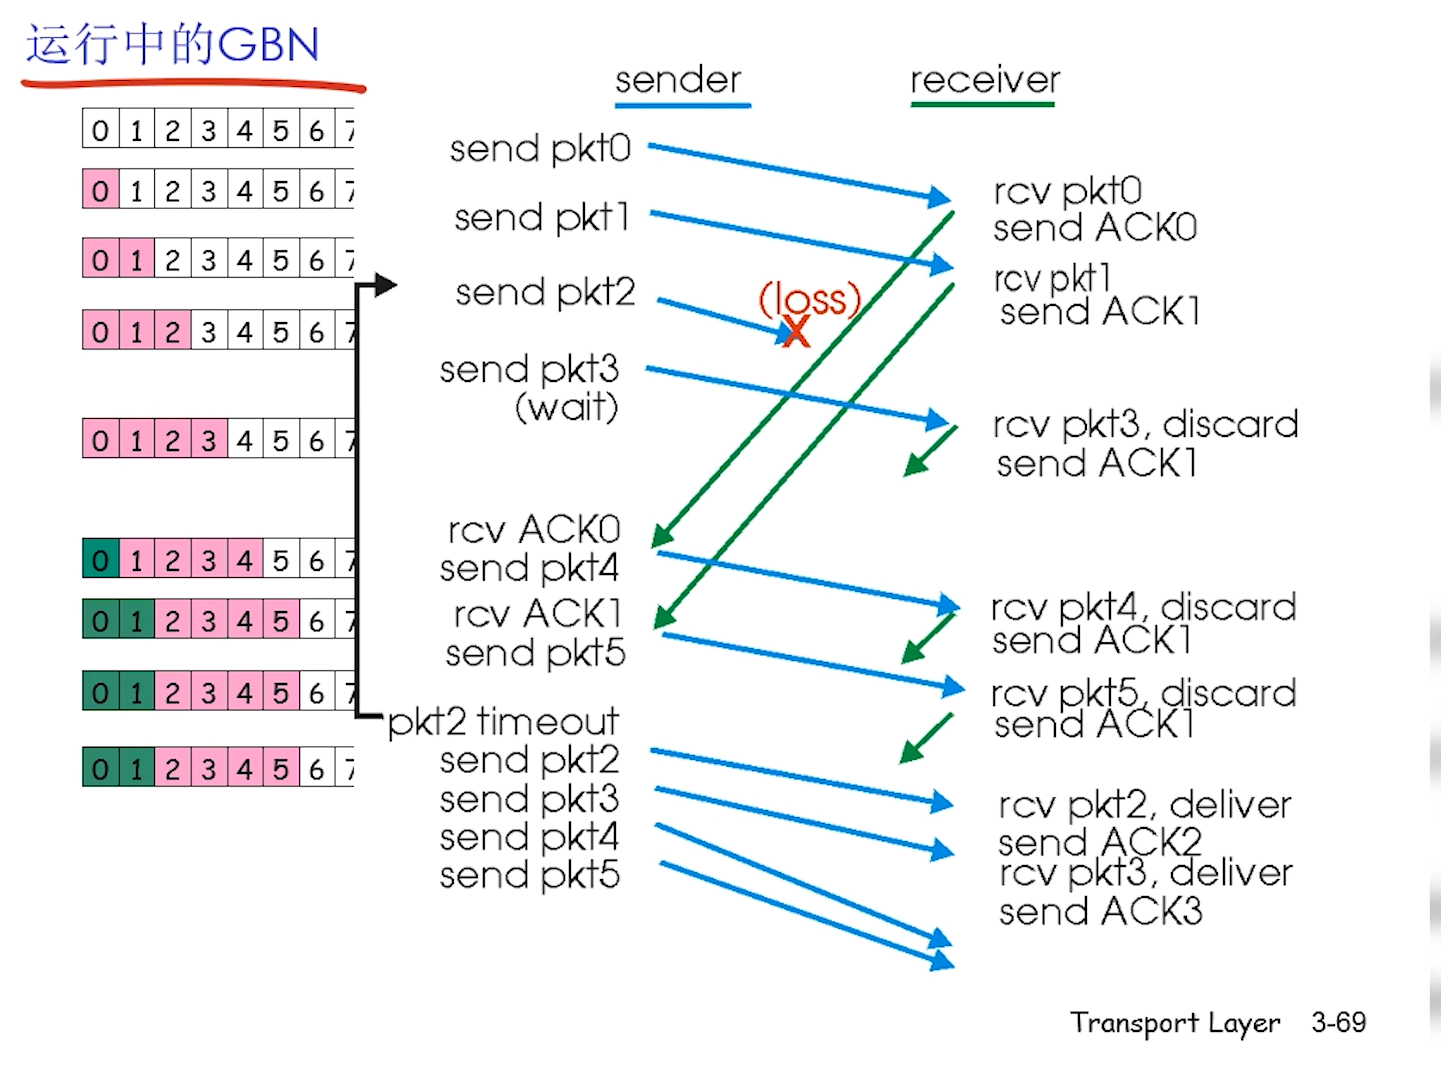 运行中的GBN
sender
receiver
0 1 2 3 4 5 6 7
send pkt0
rcv pkt0
send ACK0
0 1 2 3 4 5 6 7
send pkt1
rcv pkt1
send ACK1
0 1 2 3 4 5 6 7
send pkt2
(loss)
X
0 1 2 3 4 5 6 7
send pkt3
(wait)
rcv pkt3, discard
send ACK1
0 1 2 3 4 5 6 7
rcv ACK0
send pkt4
0 1 2 3 4 5 6 7
rcv pkt4, discard
send ACK1
rcv ACK1
send pkt5
0 1 2 3 4 5 6 7
rcv pkt5, discard
send ACK1
0 1 2 3 4 5 6 7
pkt2 timeout
send pkt2
send pkt3
send pkt4
send pkt5
0 1 2 3 4 5 6 7
rcv pkt2, deliver
send ACK2
rcv pkt3, deliver
send ACK3
Transport Layer 3-69